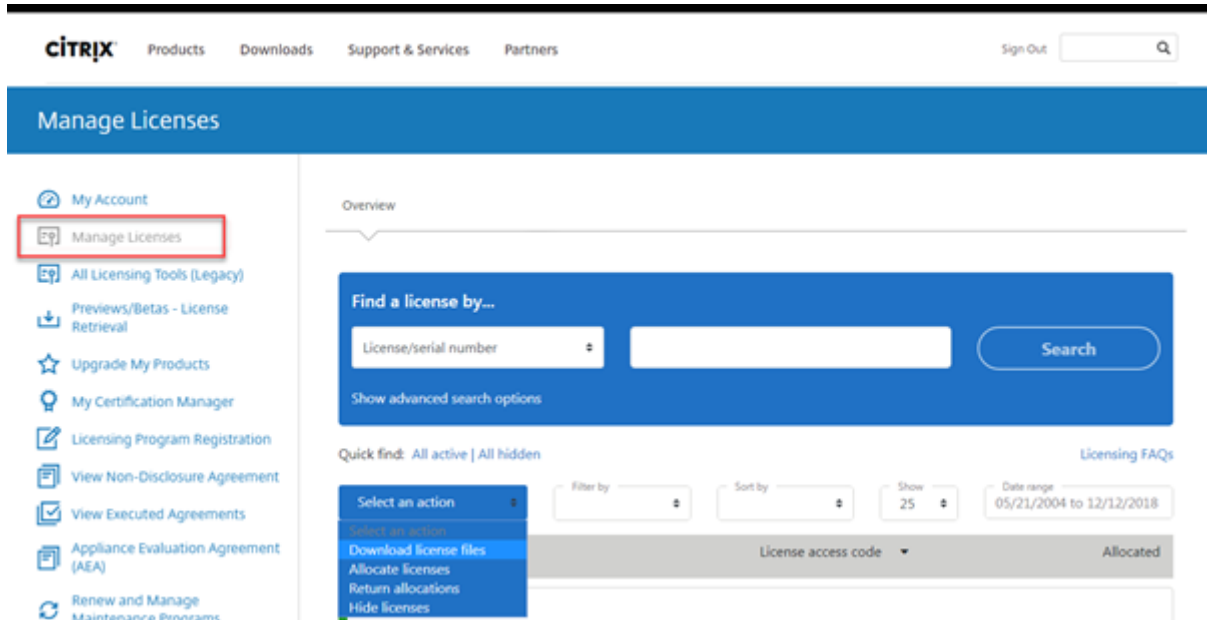 CİTRIX Products Downloads Support & Services Partners Sign Out
Manage Licenses
My Account
Manage Licenses
All Licensing Tools (Legacy)
Previews/Betas - License
Retrieval
Upgrade My Products
My Certification Manager
Licensing Program Registration
View Non-Disclosure Agreement
View Executed Agreements
Appliance Evaluation Agreement
(AEA)
Renew and Manage
Maintenance Programs
Overview
Find a license by...
License/serial number
Search
Show advanced search options
Quick find: All active | All hidden Licensing FAQs
Filter by Sort by Show Date range
Select an action 25 05/21/2004 to 12/12/2018
Select an action
Download license files
Allocate licenses
Return allocations
Hide licenses
License access code Allocated